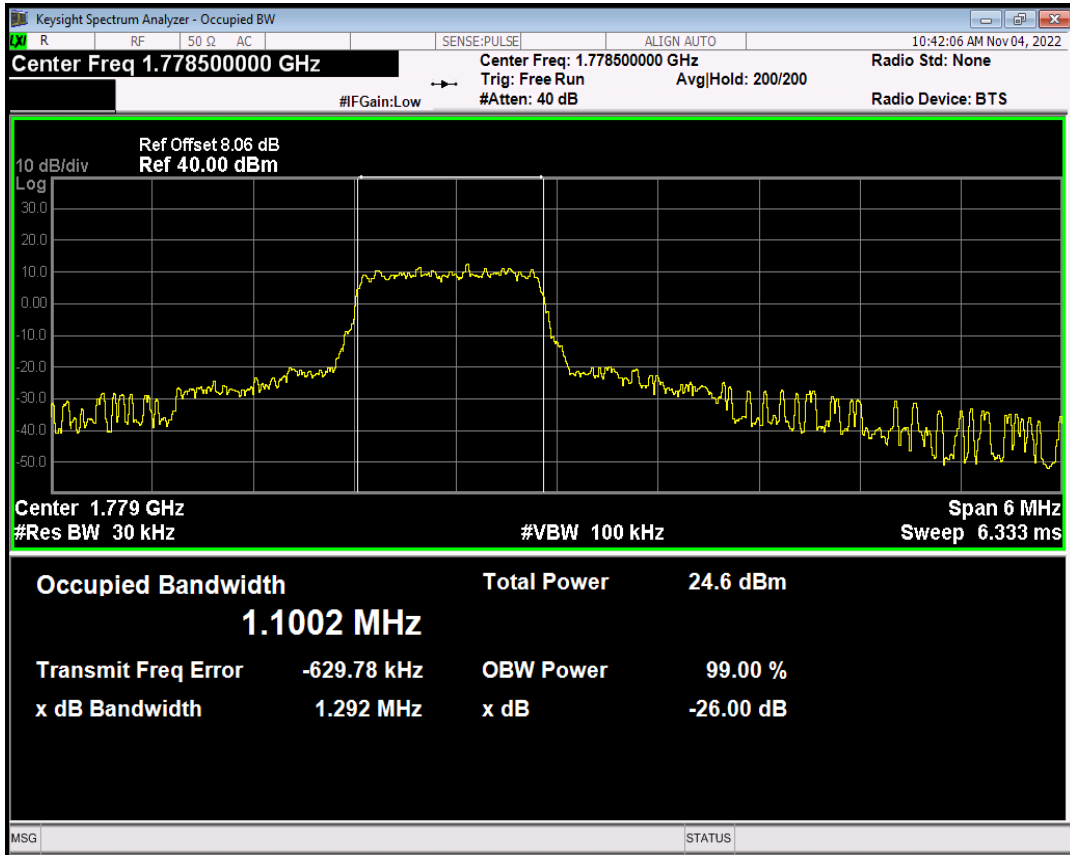 Keysight Spectrum Analyzer - Occupied BW
LXI R RF 50 Ω AC SENSE:PULSE ALIGN AUTO 10:42:06 AM Nov 04, 2022
Center Freq 1.778500000 GHz
Center Freq: 1.778500000 GHz
Radio Std: None
Trig: Free Run Avg|Hold: 200/200
#IFGain:Low
#Atten: 40 dB
Radio Device: BTS
Ref Offset 8.06 dB
10 dB/div Ref 40.00 dBm
Log
30.0
20.0
10.0
0.00
-10.0
-20.0
-30.0
-40.0
-50.0
Center 1.779 GHz Span 6 MHz
#Res BW 30 kHz #VBW 100 kHz Sweep 6.333 ms
Occupied Bandwidth Total Power 24.6 dBm
1.1002 MHz
Transmit Freq Error -629.78 kHz OBW Power 99.00 %
x dB Bandwidth 1.292 MHz x dB -26.00 dB
MSG STATUS